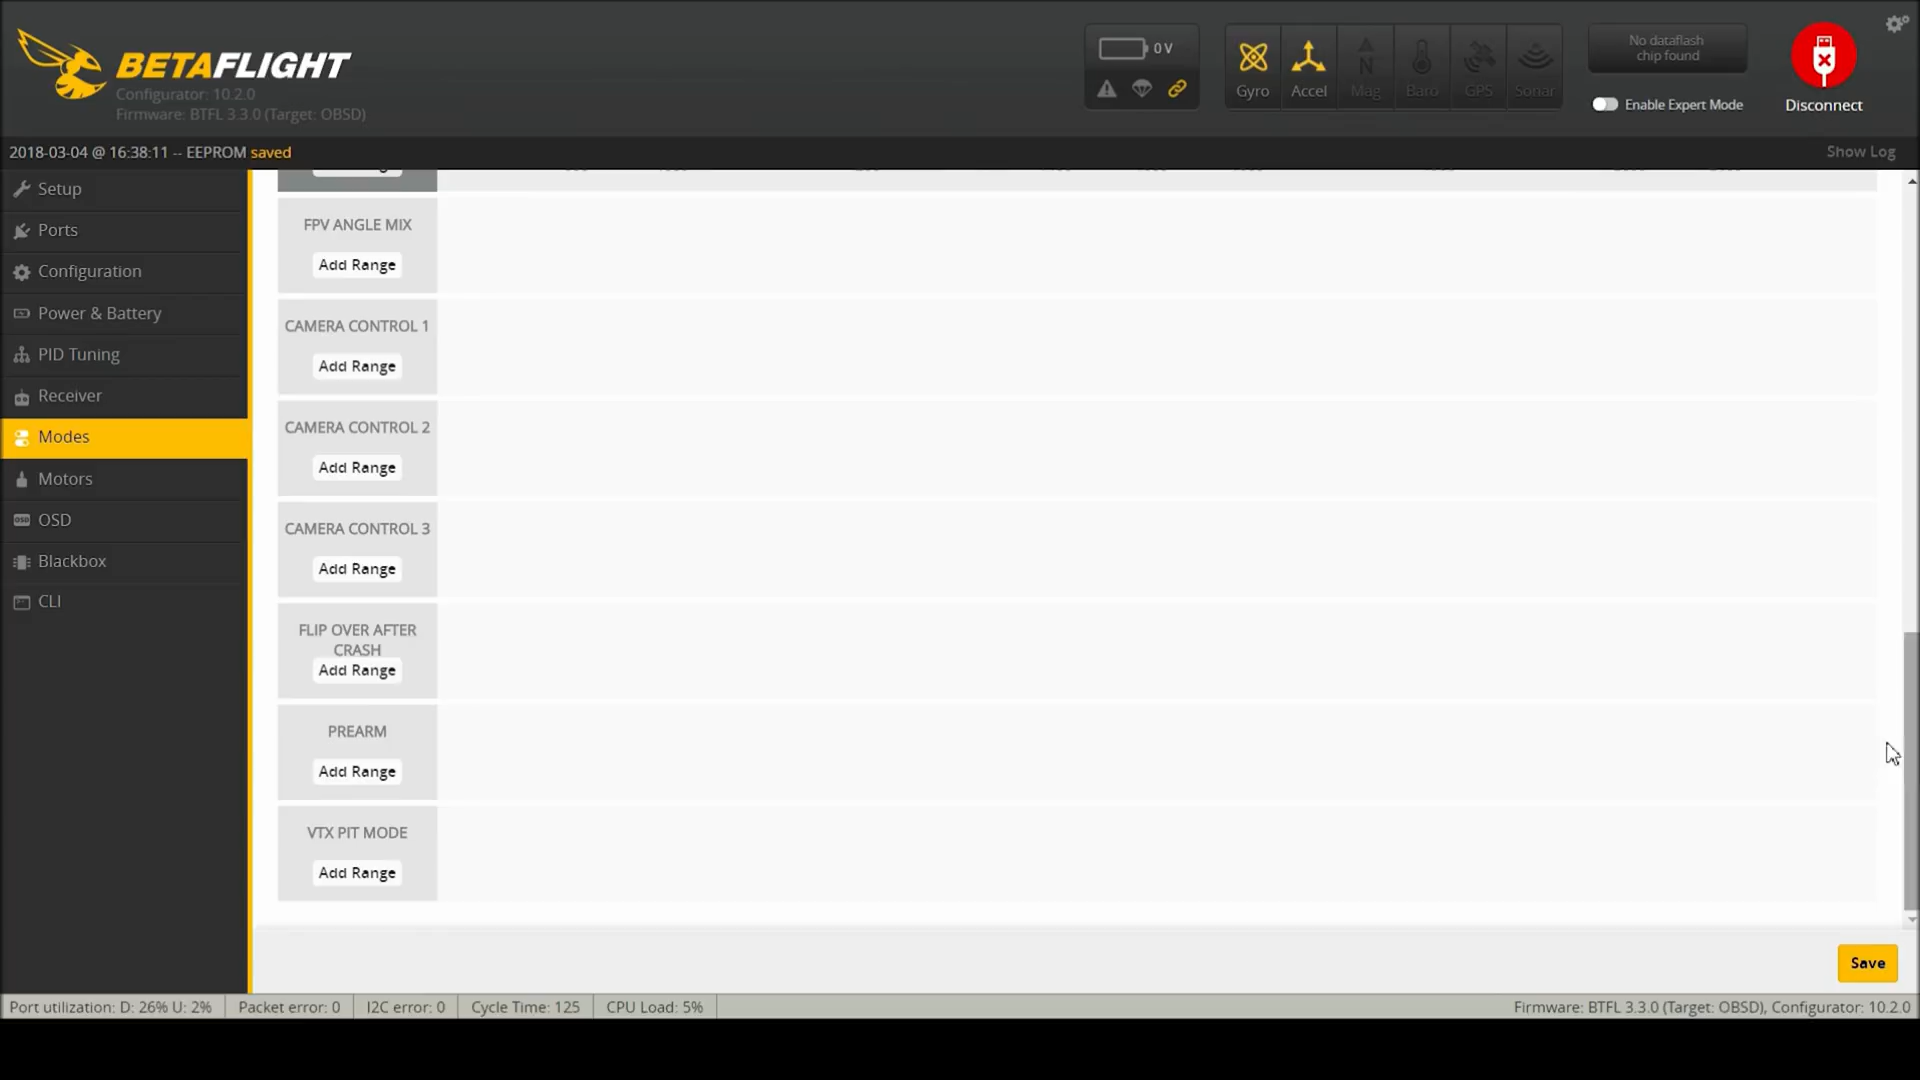 BETAFLIGHT
Configurator: 10.2.0
Firmware: BTFL 3.3.0 (Target: OBSD)
0 V
Gyro
Accel
Mag
Baro
GPS
Sonar
No dataflash
chip found
Enable Expert Mode
Disconnect
2018-03-04 @ 16:38:11 -- EEPROM saved
Show Log
Setup
Ports
Configuration
Power & Battery
PID Tuning
Receiver
Modes
Motors
OSD
Blackbox
CLI
FPV ANGLE MIX
Add Range
CAMERA CONTROL 1
Add Range
CAMERA CONTROL 2
Add Range
CAMERA CONTROL 3
Add Range
FLIP OVER AFTER
CRASH
Add Range
PREARM
Add Range
VTX PIT MODE
Add Range
Save
Port utilization: D: 26% U: 2%
Packet error: 0
I2C error: 0
Cycle Time: 125
CPU Load: 5%
Firmware: BTFL 3.3.0 (Target: OBSD), Configurator: 10.2.0